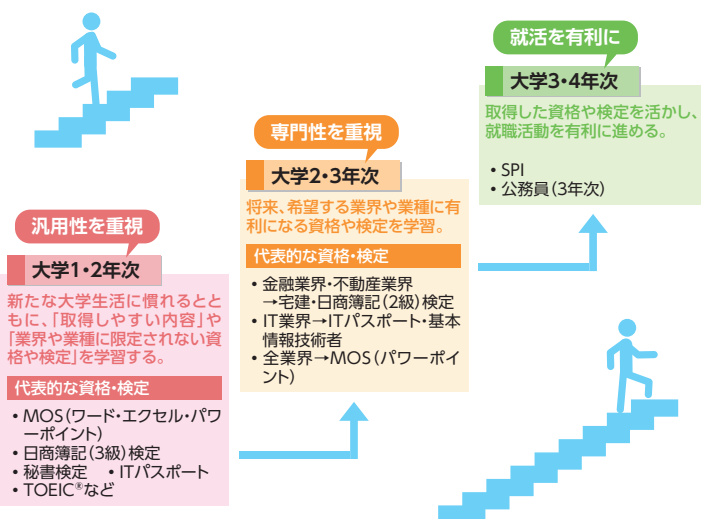 汎用性を重視
大学1・2年次
新たな大学生活に慣れるとと
もに、「取得しやすい内容」や
「業界や業種に限定されない資
格や検定」を学習する。
代表的な資格・検定
・MOS(ワード・エクセル・パワ
ーポイント)
・日商簿記(3級)検定
・秘書検定 ・ITパスポート
・TOEIC®など
専門性を重視
大学2・3年次
将来、希望する業界や業種に有
利になる資格や検定を学習。
代表的な資格・検定
・金融業界・不動産業界
→宅建・日商簿記(2級)検定
・IT業界→ITパスポート・基本
情報技術者
・全業界→MOS(パワーポイ
ント)
就活を有利に
大学3・4年次
取得した資格や検定を活かし、
就職活動を有利に進める。
・SPI
・公務員(3年次)